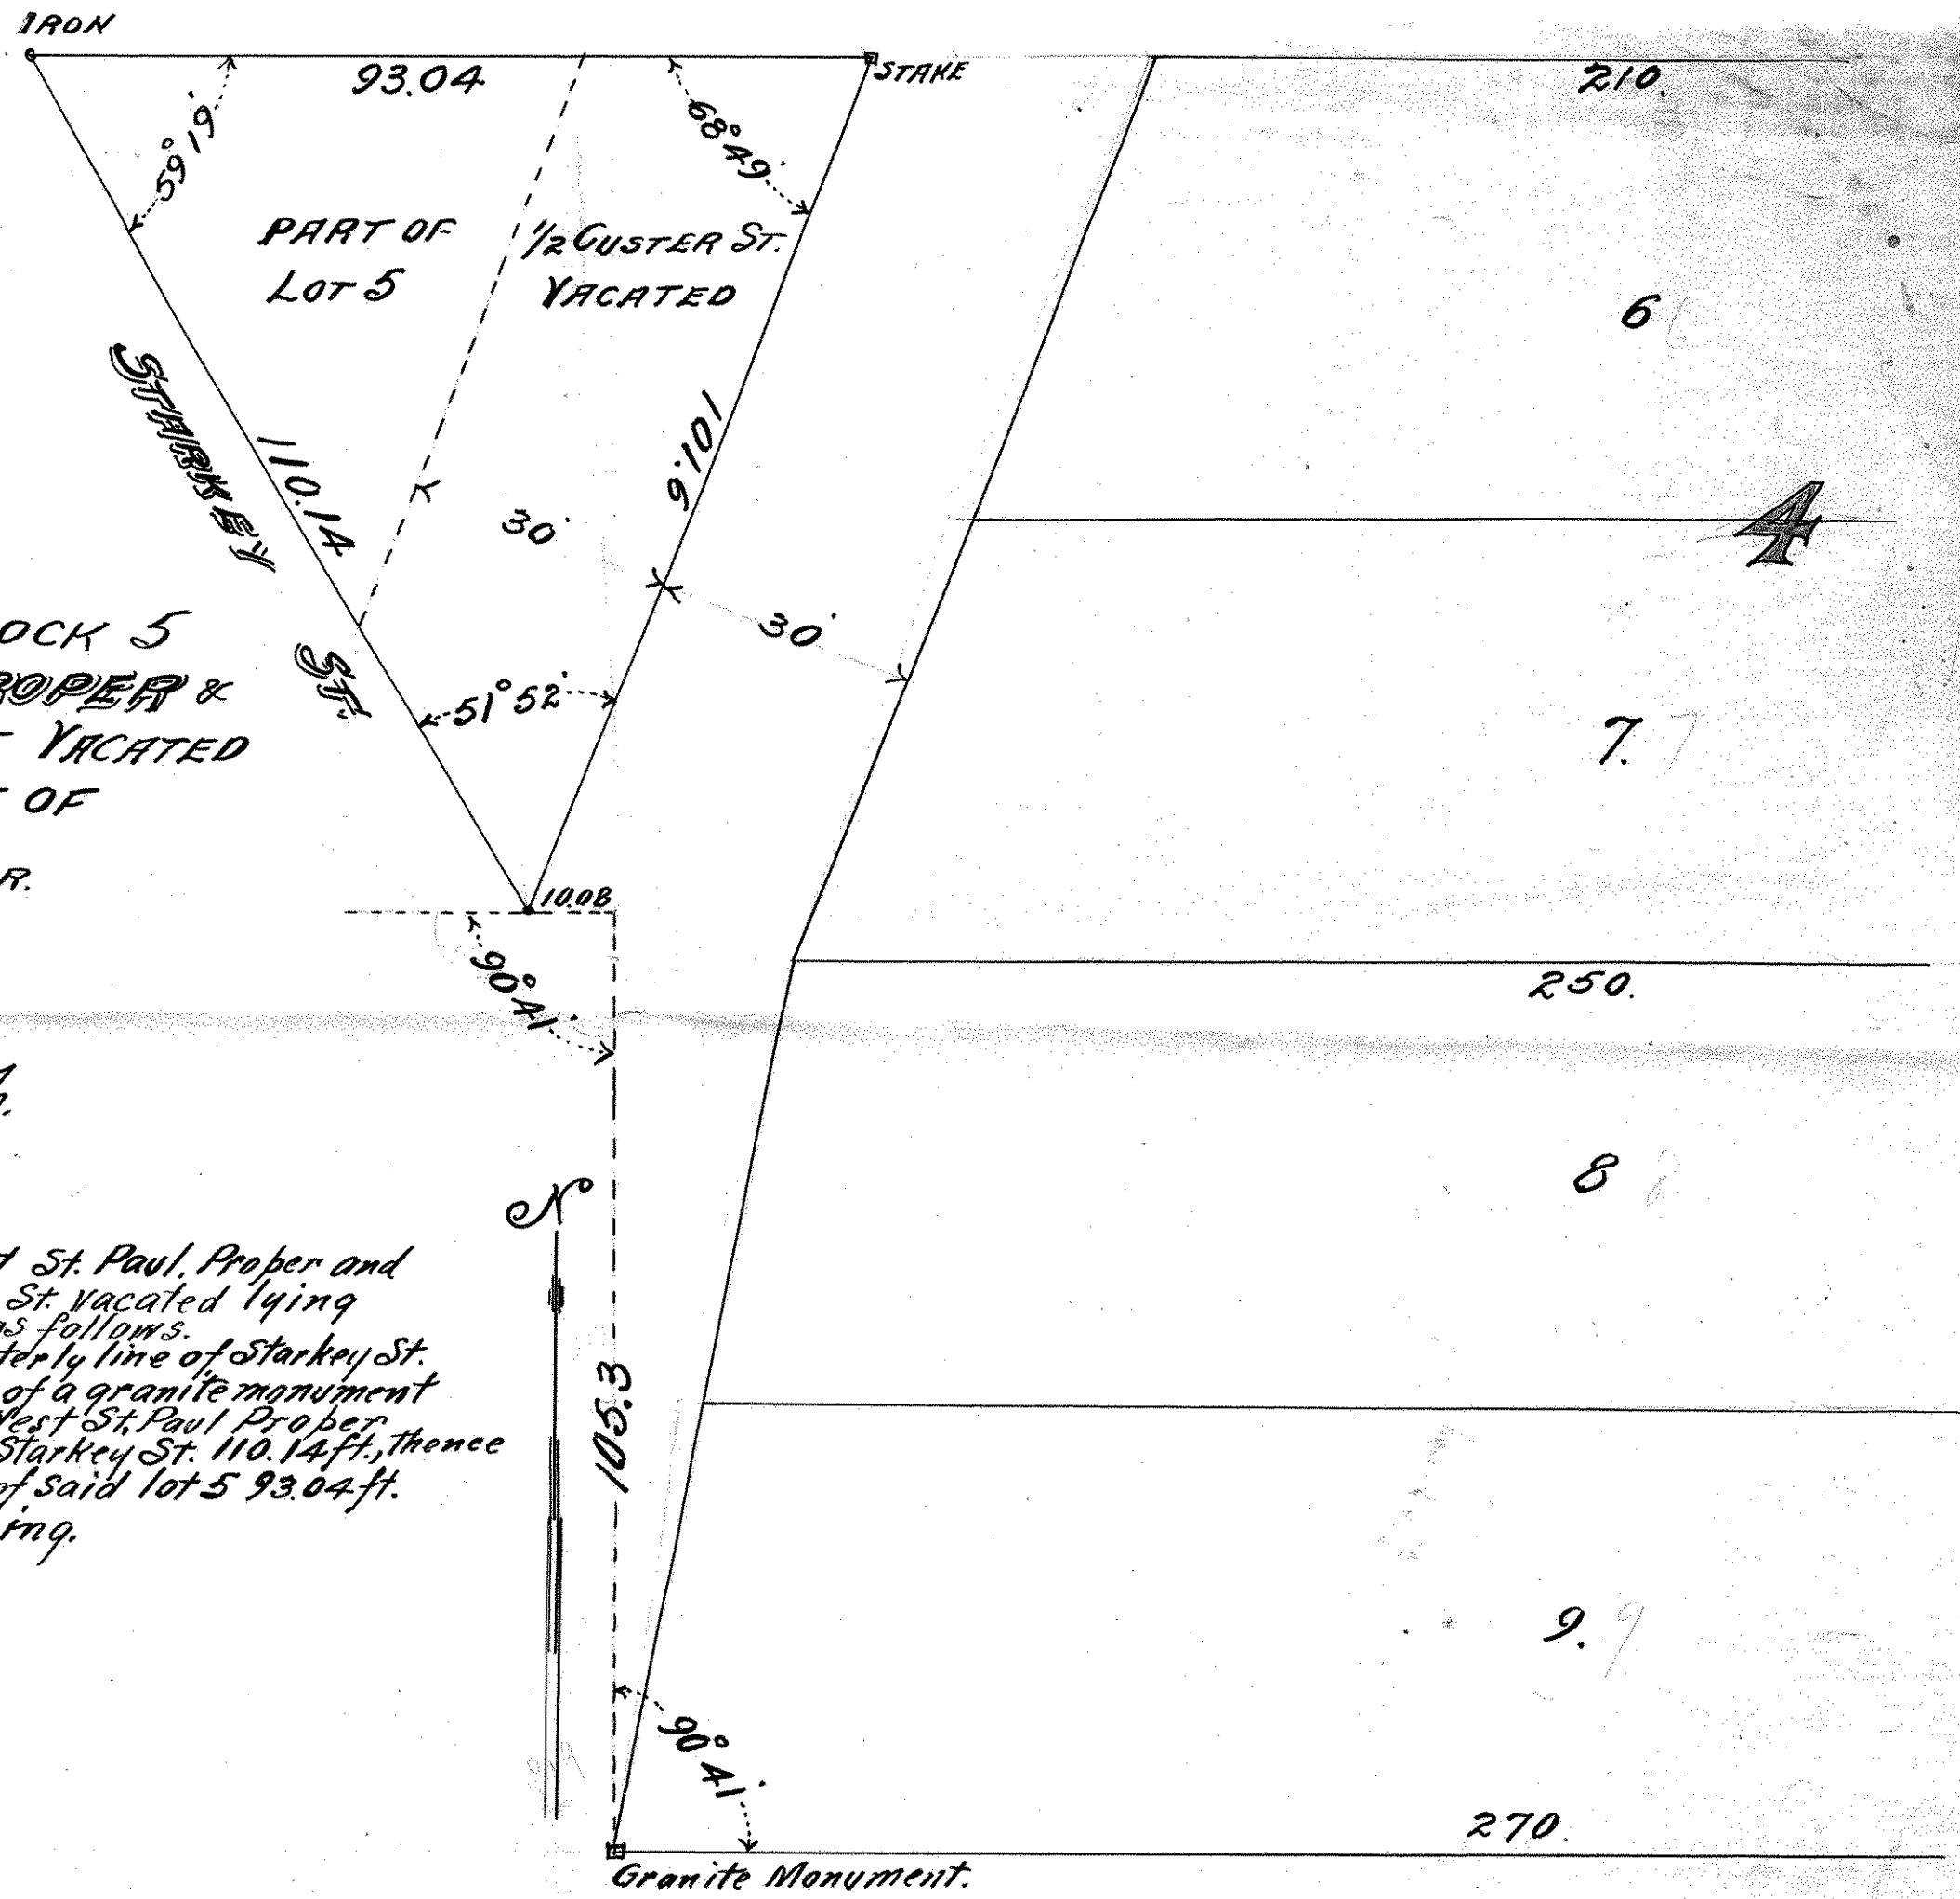 IRON
93.04
STAKE
210.
59° 19'
68° 49'
PART OF
LOT 5
1/2 CUSTER ST.
VACATED
6
STARKEY
ST.
110.14
101.6
30'
30'
4
OCK 5
ROPER &
VACATED
OF
R.
51° 52'
7.
7
10.08
90° 41'
250.
8
8
N
St. Paul. Proper and
St. vacated lying
as follows.
terly line of Starkey St.
of a granite monument
Vest St. Paul Proper
Starkey St. 110.14 ft., thence
of said lot 5 93.04 ft.
ing.
105.3
9.
9
90° 41'
270.
Granite Monument.